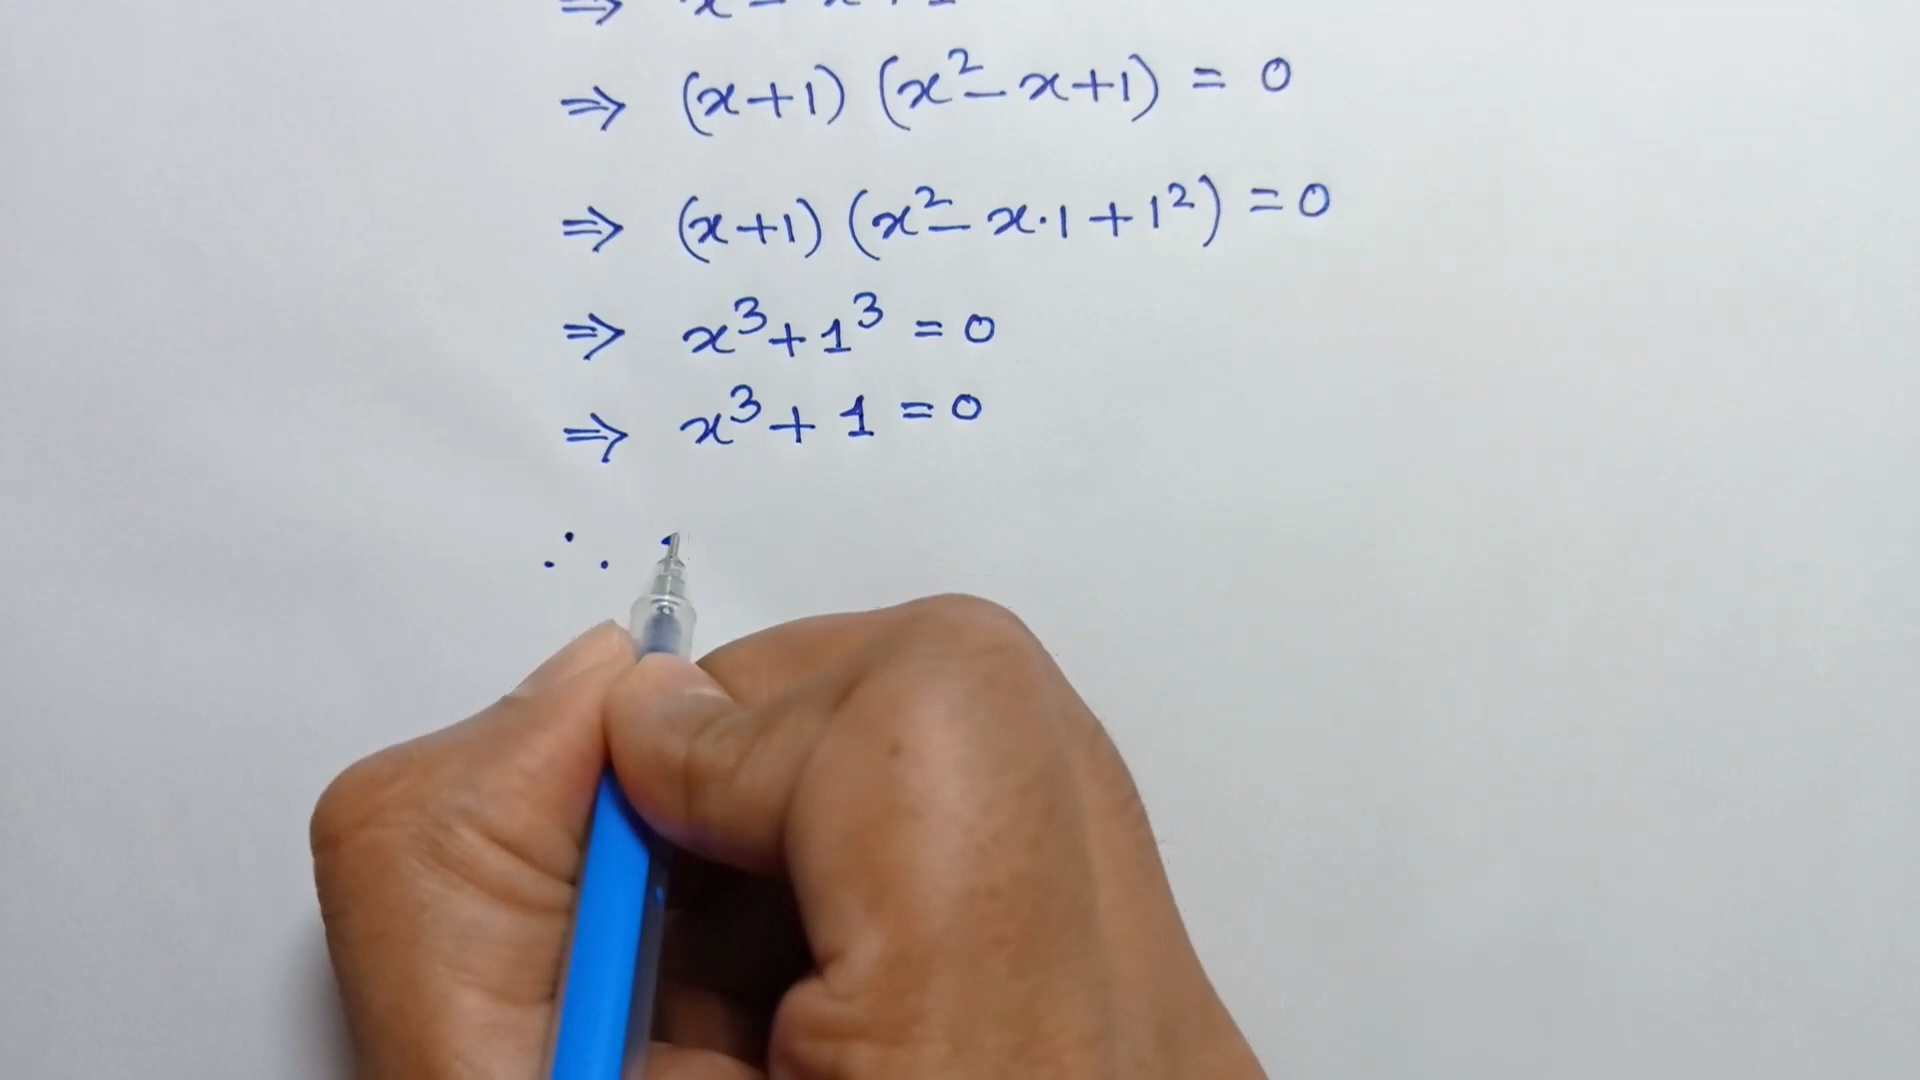 ⇒ (x+1) (x²-x+1) = 0
⇒ (x+1) (x²-x·1+1²) = 0
⇒ x³+1³ = 0
⇒ x³+1 = 0
∴